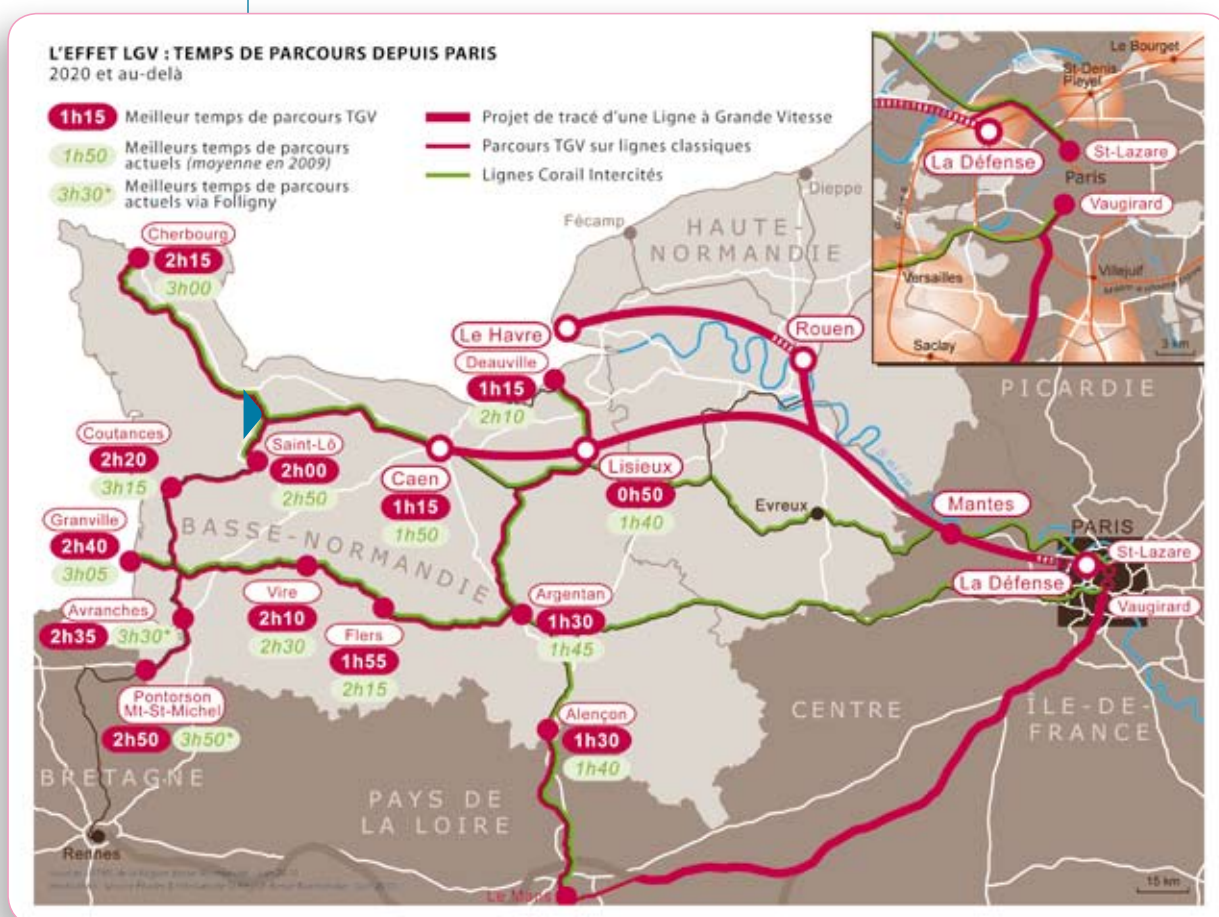 L'EFFET LGV : TEMPS DE PARCOURS DEPUIS PARIS
2020 et au-delà
1h15 Meilleur temps de parcours TGV
1h50 Meilleurs temps de parcours
actuels (moyenne en 2009)
3h30* Meilleurs temps de parcours
actuels via Folligny
Projet de tracé d'une Ligne à Grande Vitesse
Parcours TGV sur lignes classiques
Lignes Corail Intercités
Le Bourget
St-Denis
Pleyel
La Défense
St-Lazare
Paris
Vaugirard
Versailles
Villejuif
Saclay
3 km
Dieppe
Fécamp
HAUTE-
NORMANDIE
Cherbourg
2h15
3h00
Le Havre
Rouen
Deauville
1h15
2h10
PICARDIE
Coutances
2h20
3h15
Saint-Lô
2h00
2h50
Caen
1h15
1h50
Lisieux
0h50
1h40
Evreux
Mantes
PARIS
St-Lazare
La Défense
Vaugirard
Granville
2h40
3h05
BASSE-NORMANDIE
Vire
2h10
2h30
Avranches
2h35 3h30*
Flers
1h55
2h15
Argentan
1h30
1h45
Pontorson
Mt-St-Michel
2h50 3h50*
Alençon
1h30
1h40
CENTRE
ÎLE-DE-
FRANCE
BRETAGNE
PAYS DE
LA LOIRE
Rennes
Le Mans
15 km